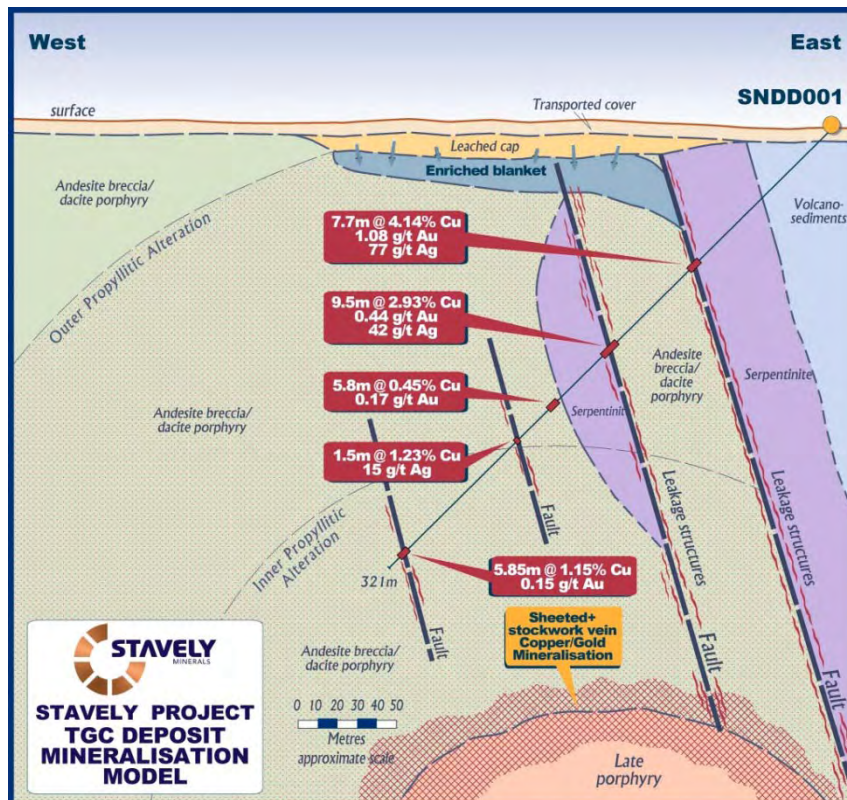 West
East
SNDD001
surface
Transported cover
Leached cap
Enriched blanket
Andesite breccia/
dacite porphyry
Volcano-
sediments
Outer Propyllitic Alteration
7.7m @ 4.14% Cu
1.08 g/t Au
77 g/t Ag
9.5m @ 2.93% Cu
0.44 g/t Au
42 g/t Ag
Andesite
breccia/
dacite
porphyry
Serpentinite
5.8m @ 0.45% Cu
0.17 g/t Au
Andesite breccia/
dacite porphyry
Serpentinite
1.5m @ 1.23% Cu
15 g/t Ag
Leakage structures
Leakage structures
Fault
Inner Propyllitic
Alteration
321m
5.85m @ 1.15% Cu
0.15 g/t Au
Fault
Sheeted+
stockwork vein
Copper/Gold
Mineralisation
Andesite breccia/
dacite porphyry
Fault
Fault
STAVELY
MINERALS
STAVELY PROJECT
TGC DEPOSIT
MINERALISATION
MODEL
0 10 20 30 40 50
Metres
approximate scale
Late
porphyry